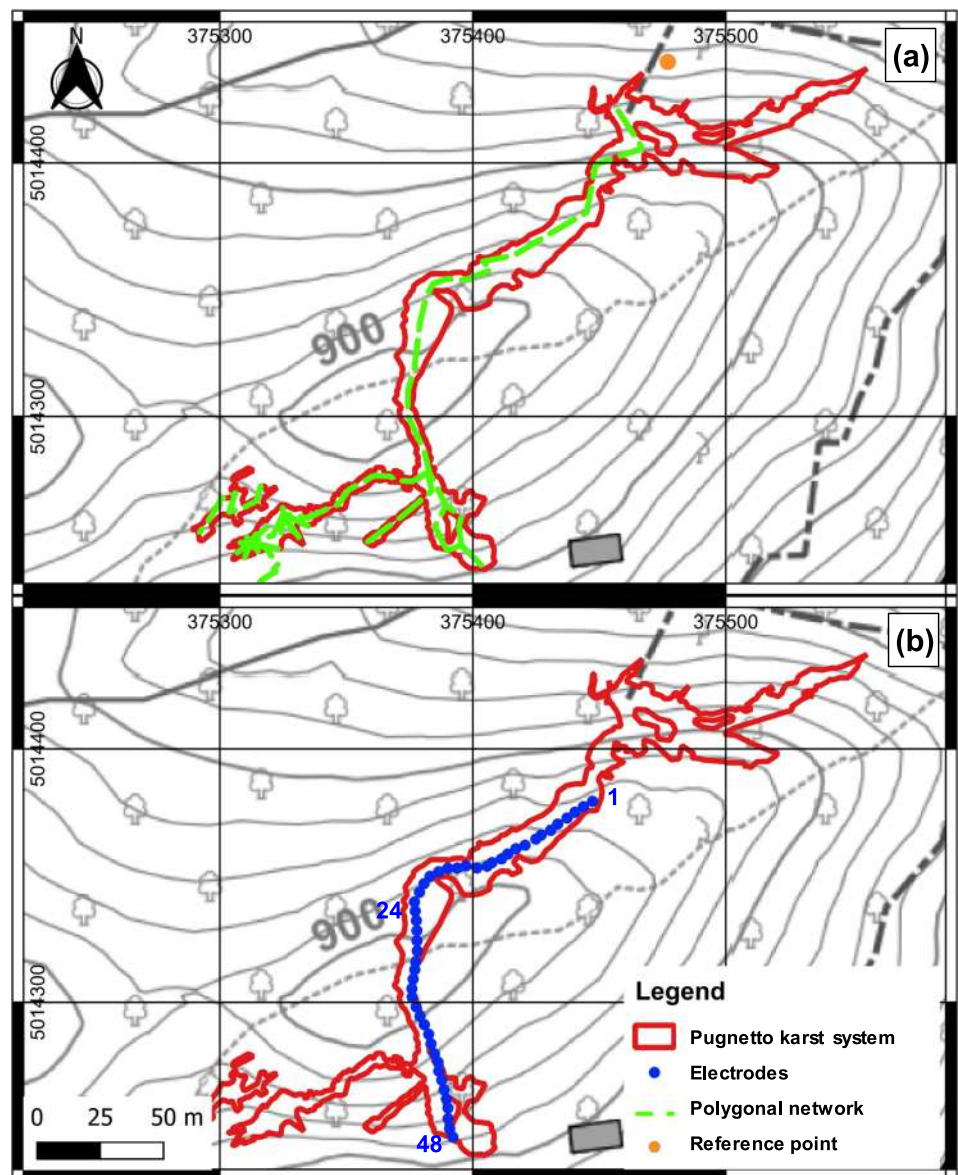 N
375300
375400
375500
(a)
5014400
900
5014300
375300
375400
375500
(b)
5014400
1
24
900
5014300
Legend
Pugnetto karst system
Electrodes
Polygonal network
Reference point
0 25 50 m
48